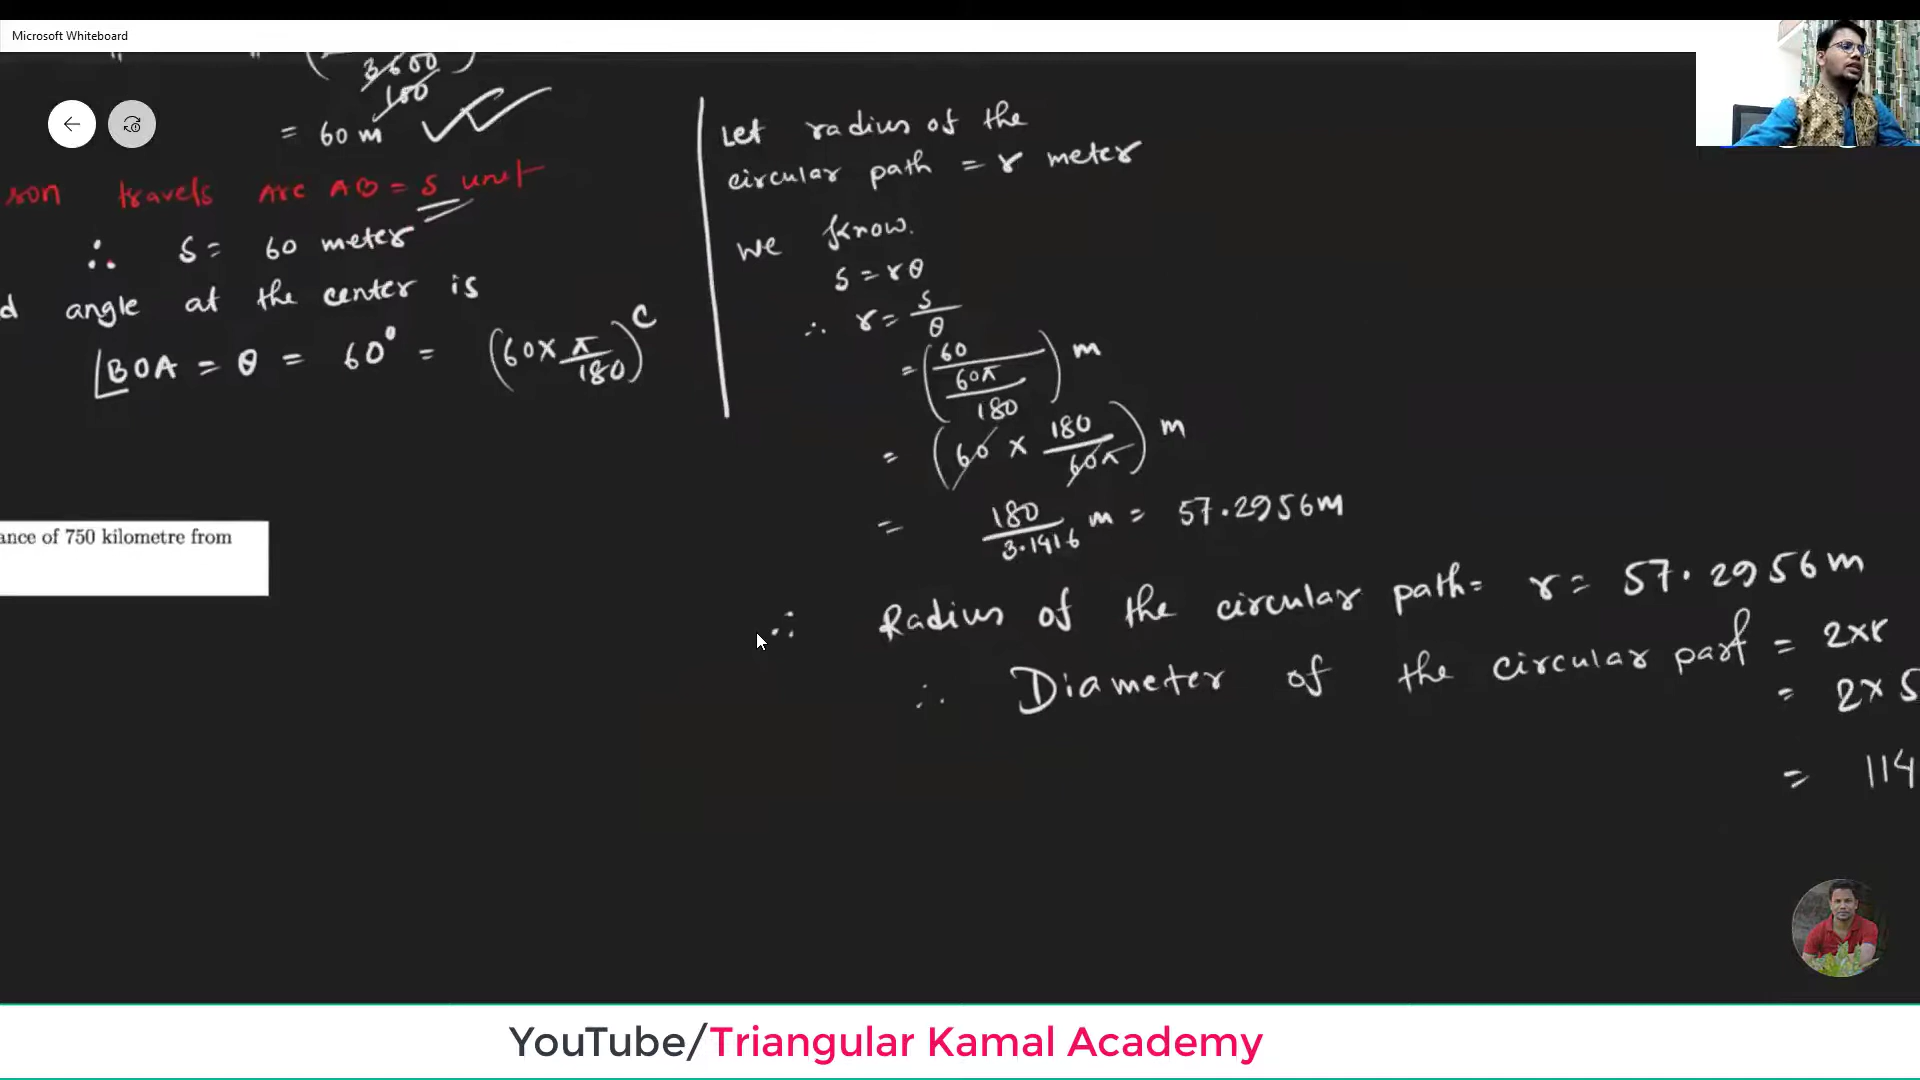 Microsoft Whiteboard
3600
100
= 60 m
son travels Arc AB = s unit
∴ s = 60 meter
d angle at the center is
∠BOA = θ = 60° = (60 × π/180)^c
ance of 750 kilometre from
Let radius of the
circular path = r meter
We know.
s = rθ
∴ r = s/θ
= (60/(60π/180)) m
= (60 × 180/60π) m
= 180/3.1416 m = 57.2956 m
∴ Radius of the circular path = r = 57.2956 m
∴ Diameter of the circular part = 2×r
= 2×5
= 114
YouTube/Triangular Kamal Academy